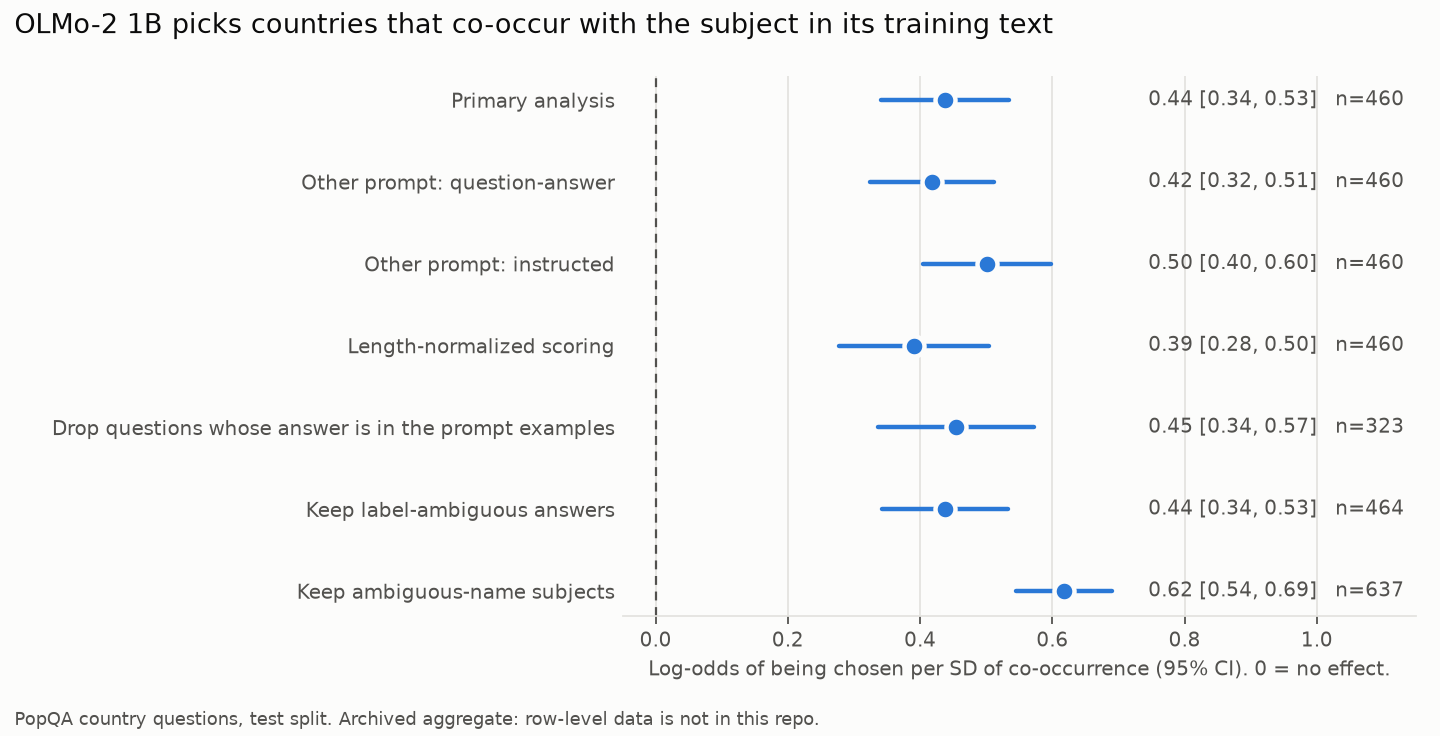 OLMo-2 1B picks countries that co-occur with the subject in its training text
Primary analysis 0.44 [0.34, 0.53] n=460
Other prompt: question-answer 0.42 [0.32, 0.51] n=460
Other prompt: instructed 0.50 [0.40, 0.60] n=460
Length-normalized scoring 0.39 [0.28, 0.50] n=460
Drop questions whose answer is in the prompt examples 0.45 [0.34, 0.57] n=323
Keep label-ambiguous answers 0.44 [0.34, 0.53] n=464
Keep ambiguous-name subjects 0.62 [0.54, 0.69] n=637
0.0 0.2 0.4 0.6 0.8 1.0
Log-odds of being chosen per SD of co-occurrence (95% CI). 0 = no effect.
PopQA country questions, test split. Archived aggregate: row-level data is not in this repo.